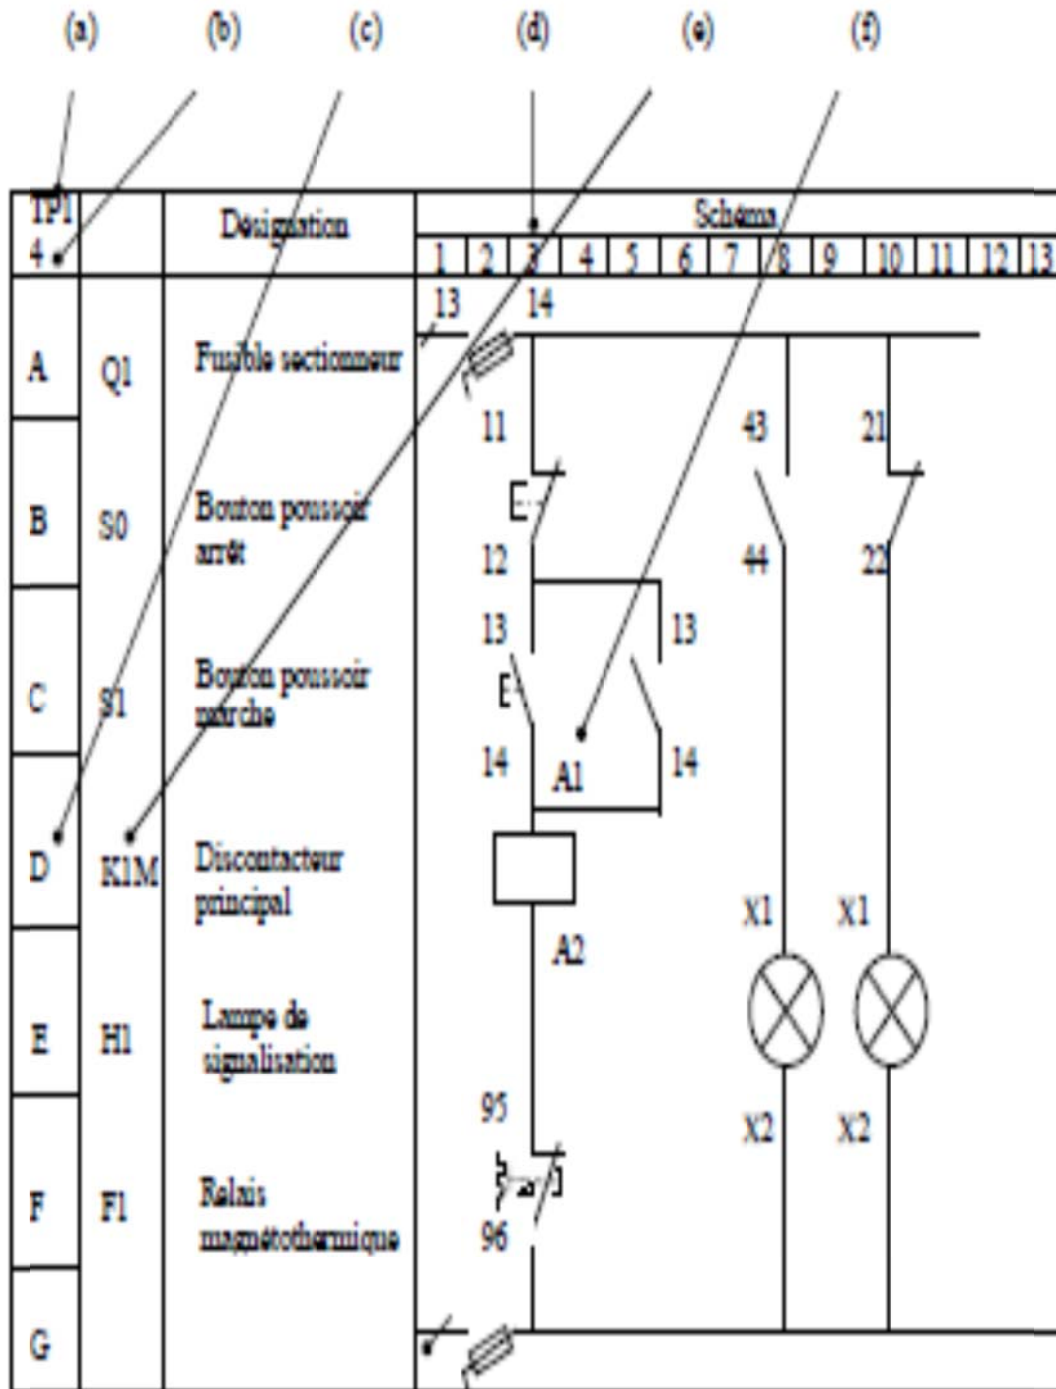 (a) (b) (c) (d) (e) (f)
TP1 Désignation Schéma
4 1 2 3 4 5 6 7 8 9 10 11 12 13
13 14
A Q1 Fusible sectionneur
11 43 21
B S0 Bouton poussoir
arrêt
12 44 22
13 13
C S1 Bouton poussoir
marche
14 A1 14
D K1M Discontacteur
principal
X1 X1
A2
E H1 Lampe de
signalisation
95
X2 X2
F F1 Relais
magnétothermique
96
G